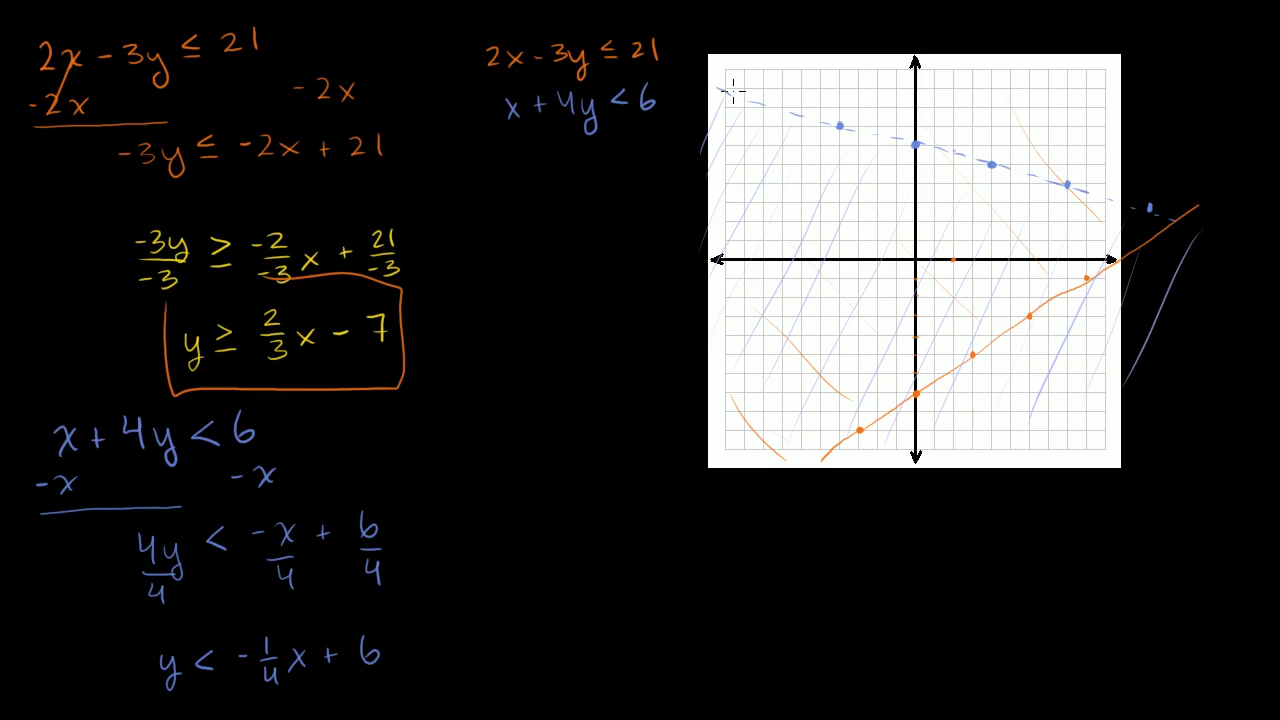 2x - 3y ≤ 21
-2x -2x
-3y ≤ -2x + 21
-3y/-3 ≥ -2/-3 x + 21/-3
y ≥ 2/3 x - 7
x + 4y < 6
-x -x
4y/4 < -x/4 + 6/4
y < -1/4 x + 6
2x - 3y ≤ 21
x + 4y < 6